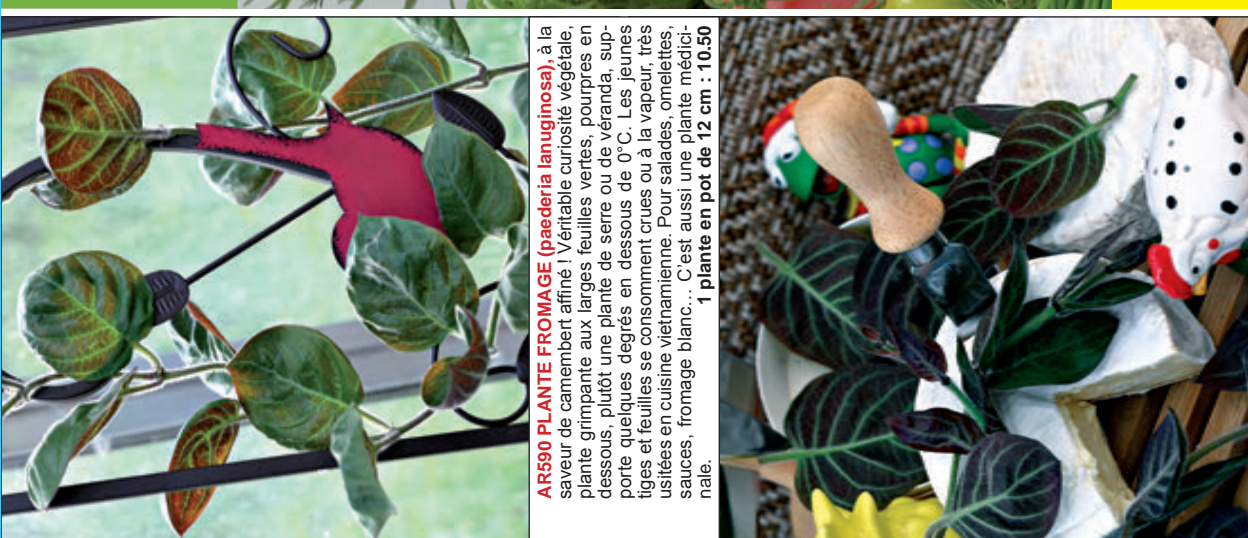 AR590 PLANTE FROMAGE (paederia lanuginosa), à la
saveur de camembert affiné ! Véritable curiosité végétale,
plante grimpante aux larges feuilles vertes, pourpres en
dessous, plutôt une plante de serre ou de véranda, sup-
porte quelques degrés en dessous de 0°C. Les jeunes
tiges et feuilles se consomment crues ou à la vapeur, très
usitées en cuisine vietnamienne. Pour salades, omelettes,
sauces, fromage blanc... C'est aussi une plante médici-
nale. 1 plante en pot de 12 cm : 10.50